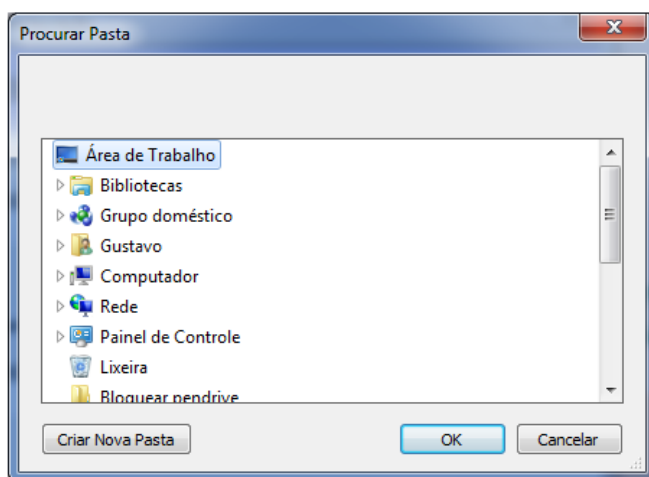 Procurar Pasta
Área de Trabalho
Bibliotecas
Grupo doméstico
Gustavo
Computador
Rede
Painel de Controle
Lixeira
Bloquear pendrive
Criar Nova Pasta
OK
Cancelar